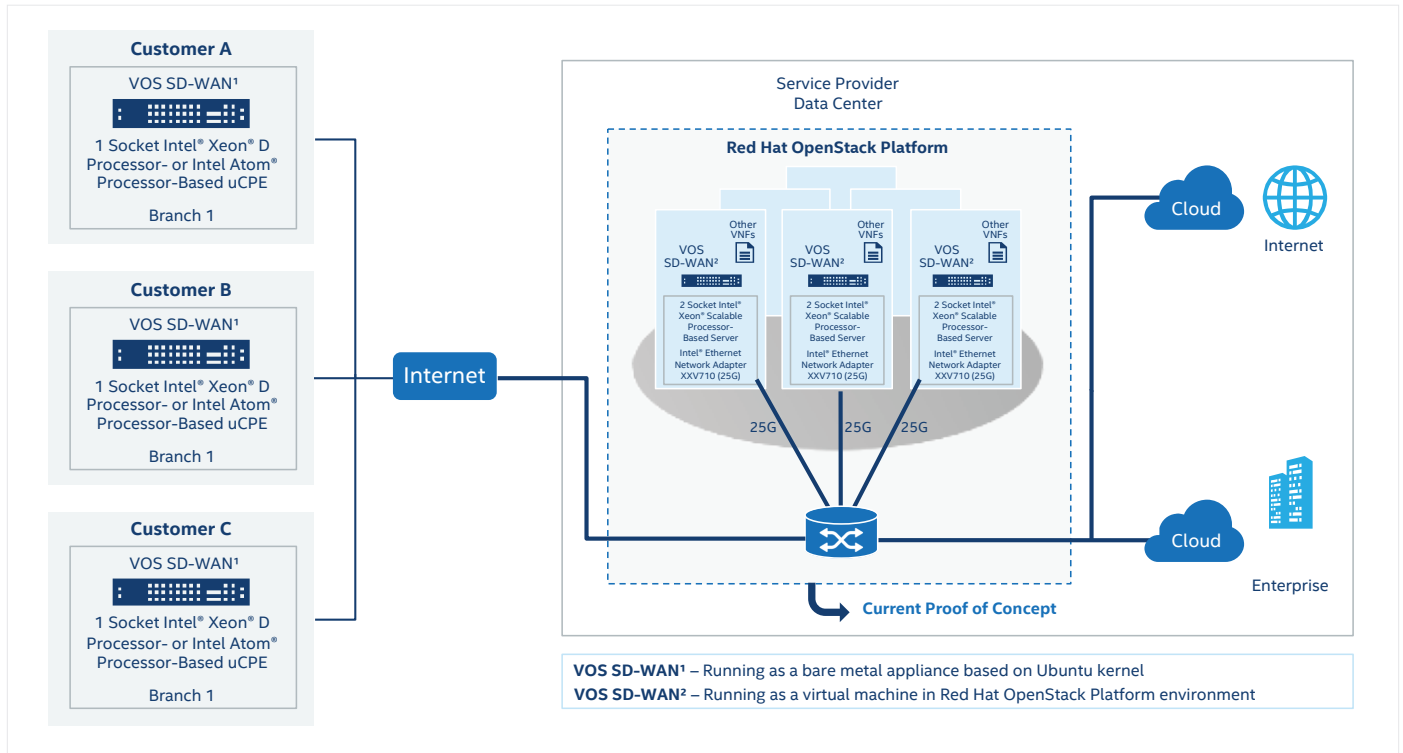 Customer A
VOS SD-WAN¹
1 Socket Intel® Xeon® D
Processor- or Intel Atom®
Processor-Based uCPE
Branch 1
Customer B
VOS SD-WAN¹
1 Socket Intel® Xeon® D
Processor- or Intel Atom®
Processor-Based uCPE
Branch 1
Customer C
VOS SD-WAN¹
1 Socket Intel® Xeon® D
Processor- or Intel Atom®
Processor-Based uCPE
Branch 1
Internet
Service Provider
Data Center
Red Hat OpenStack Platform
Other
VNFs
VOS
SD-WAN²
2 Socket Intel®
Xeon® Scalable
Processor-
Based Server
Intel® Ethernet
Network Adapter
XXV710 (25G)
Other
VNFs
VOS
SD-WAN²
2 Socket Intel®
Xeon® Scalable
Processor-
Based Server
Intel® Ethernet
Network Adapter
XXV710 (25G)
Other
VNFs
VOS
SD-WAN²
2 Socket Intel®
Xeon® Scalable
Processor-
Based Server
Intel® Ethernet
Network Adapter
XXV710 (25G)
25G
25G
25G
Current Proof of Concept
Cloud
Internet
Cloud
Enterprise
VOS SD-WAN¹ – Running as a bare metal appliance based on Ubuntu kernel
VOS SD-WAN² – Running as a virtual machine in Red Hat OpenStack Platform environment